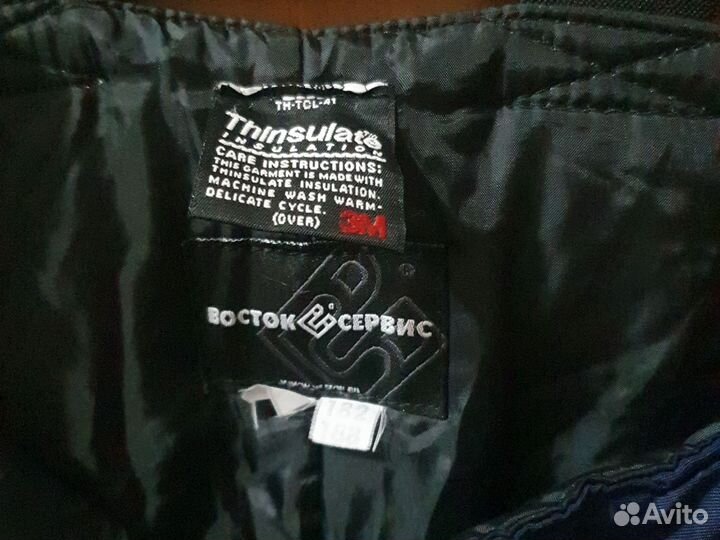 TH-TCL-41
Thinsulate
INSULATION
CARE INSTRUCTIONS:
THIS GARMENT IS MADE WITH
THINSULATE INSULATION.
MACHINE WASH WARM-
DELICATE CYCLE.
(OVER) 3M
ВОСТОК СЕРВИС
182
188
Avito